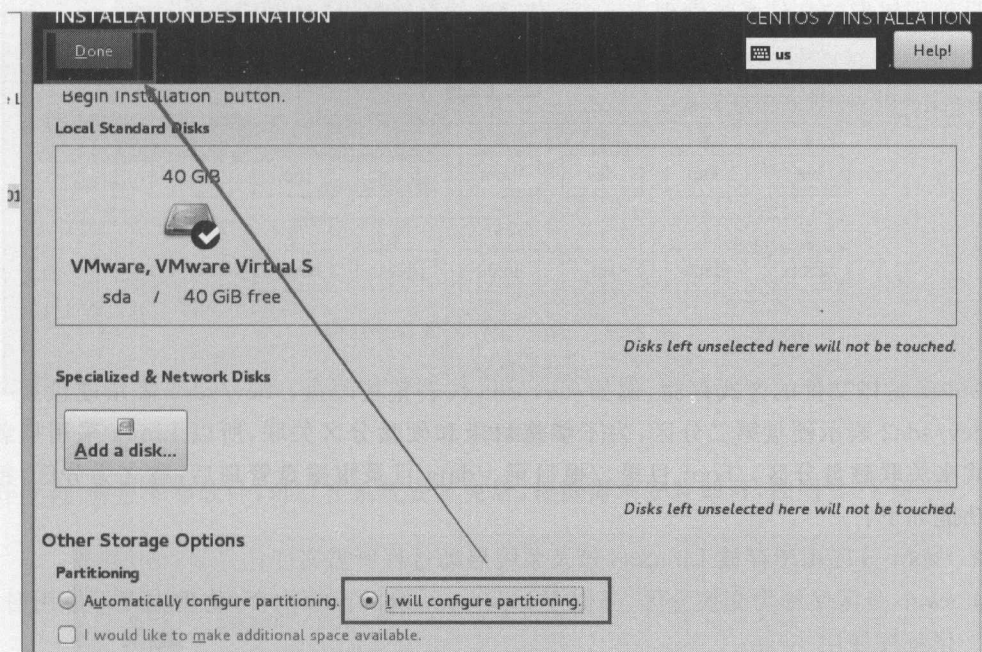 INSTALLATION DESTINATION
CENTOS 7 INSTALLATION
Done
us
Help!
Begin Installation button.
Local Standard Disks
40 GiB
VMware, VMware Virtual S
sda / 40 GiB free
Disks left unselected here will not be touched.
Specialized & Network Disks
Add a disk...
Disks left unselected here will not be touched.
Other Storage Options
Partitioning
Automatically configure partitioning.
I will configure partitioning.
I would like to make additional space available.